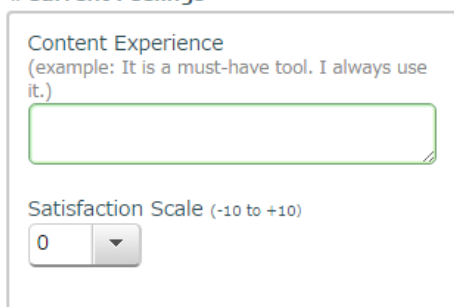 Content Experience
(example: It is a must-have tool. I always use
it.)
Satisfaction Scale (-10 to +10)
0